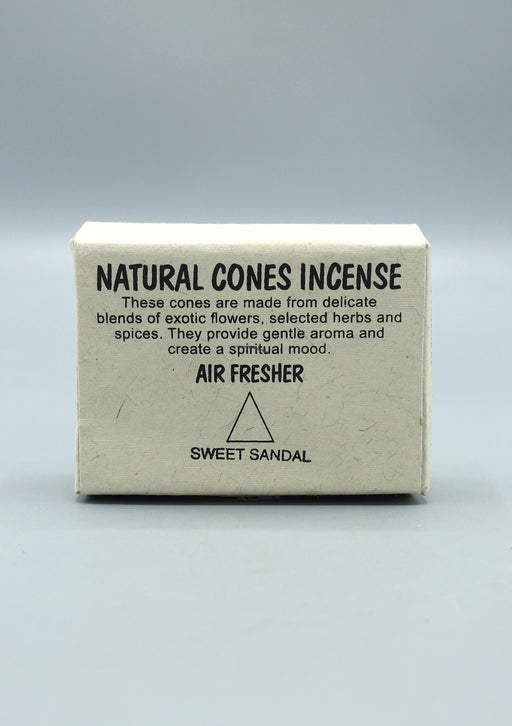 NATURAL CONES INCENSE
These cones are made from delicate
blends of exotic flowers, selected herbs and
spices. They provide gentle aroma and
create a spiritual mood.
AIR FRESHER
SWEET SANDAL